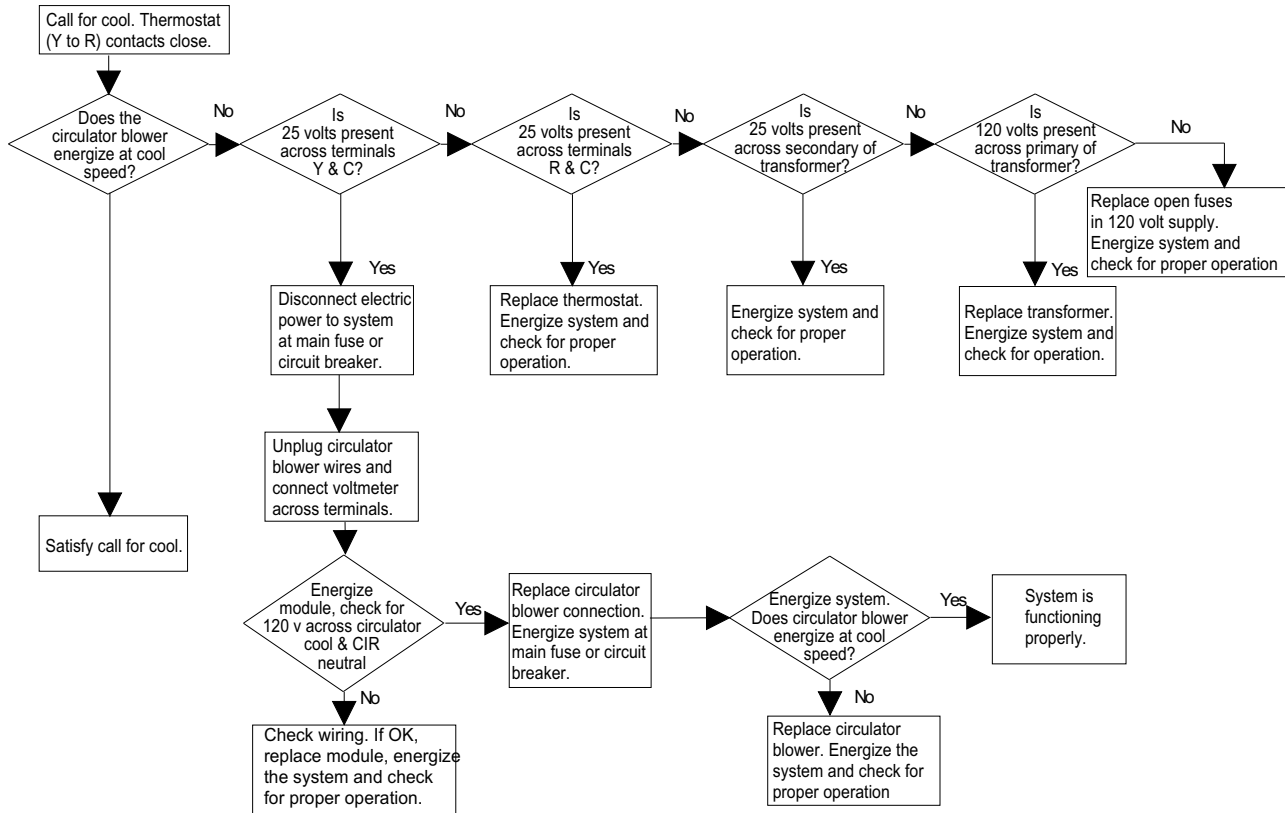 Call for cool. Thermostat
(Y to R) contacts close.
Does the
circulator blower
energize at cool
speed?
No
Is
25 volts present
across terminals
Y & C?
No
Is
25 volts present
across terminals
R & C?
No
Is
25 volts present
across secondary of
transformer?
No
Is
120 volts present
across primary of
transformer?
No
Replace open fuses
in 120 volt supply.
Energize system and
check for proper operation
Yes
Disconnect electric
power to system
at main fuse or
circuit breaker.
Yes
Replace thermostat.
Energize system and
check for proper
operation.
Yes
Energize system and
check for proper
operation.
Yes
Replace transformer.
Energize system and
check for operation.
Unplug circulator
blower wires and
connect voltmeter
across terminals.
Satisfy call for cool.
Energize
module, check for
120 v across circulator
cool & CIR
neutral
Yes
Replace circulator
blower connection.
Energize system at
main fuse or circuit
breaker.
Energize system.
Does circulator blower
energize at cool
speed?
Yes
System is
functioning
properly.
No
Check wiring. If OK,
replace module, energize
the system and check
for proper operation.
No
Replace circulator
blower. Energize the
system and check for
proper operation